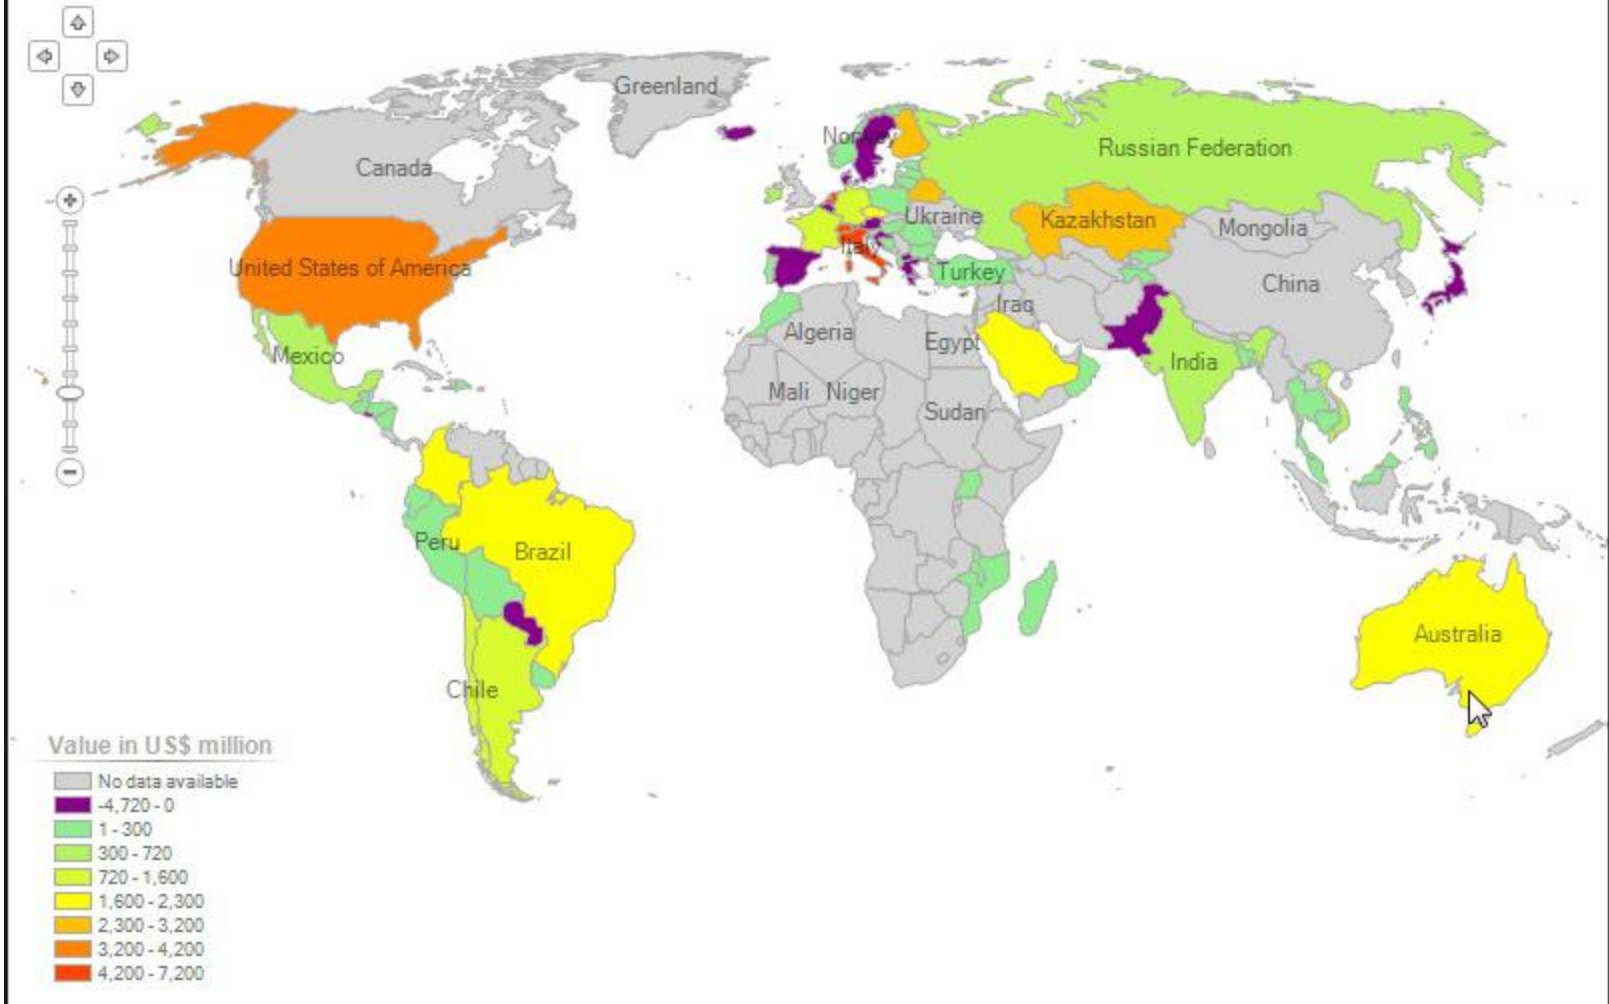 Greenland
Norway
Canada
Russian Federation
Ukraine
Kazakhstan
Mongolia
Italy
United States of America
Turkey
China
Iraq
Algeria
Egypt
Mexico
India
Mali
Niger
Sudan
Peru
Brazil
Australia
Chile
Value in US$ million
No data available
-4,720 - 0
1 - 300
300 - 720
720 - 1,600
1,600 - 2,300
2,300 - 3,200
3,200 - 4,200
4,200 - 7,200